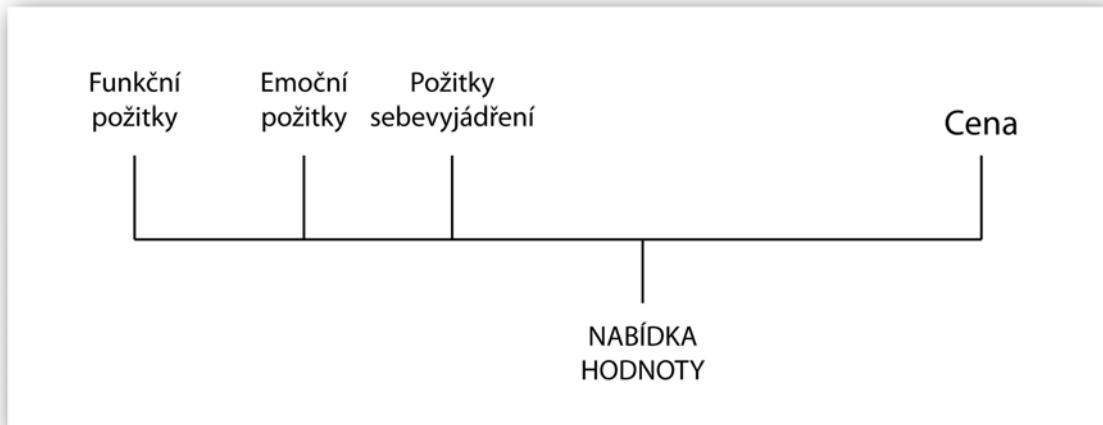 Funkční
požitky
Emoční
požitky
Požitky
sebevyjádření
Cena
NABÍDKA
HODNOTY